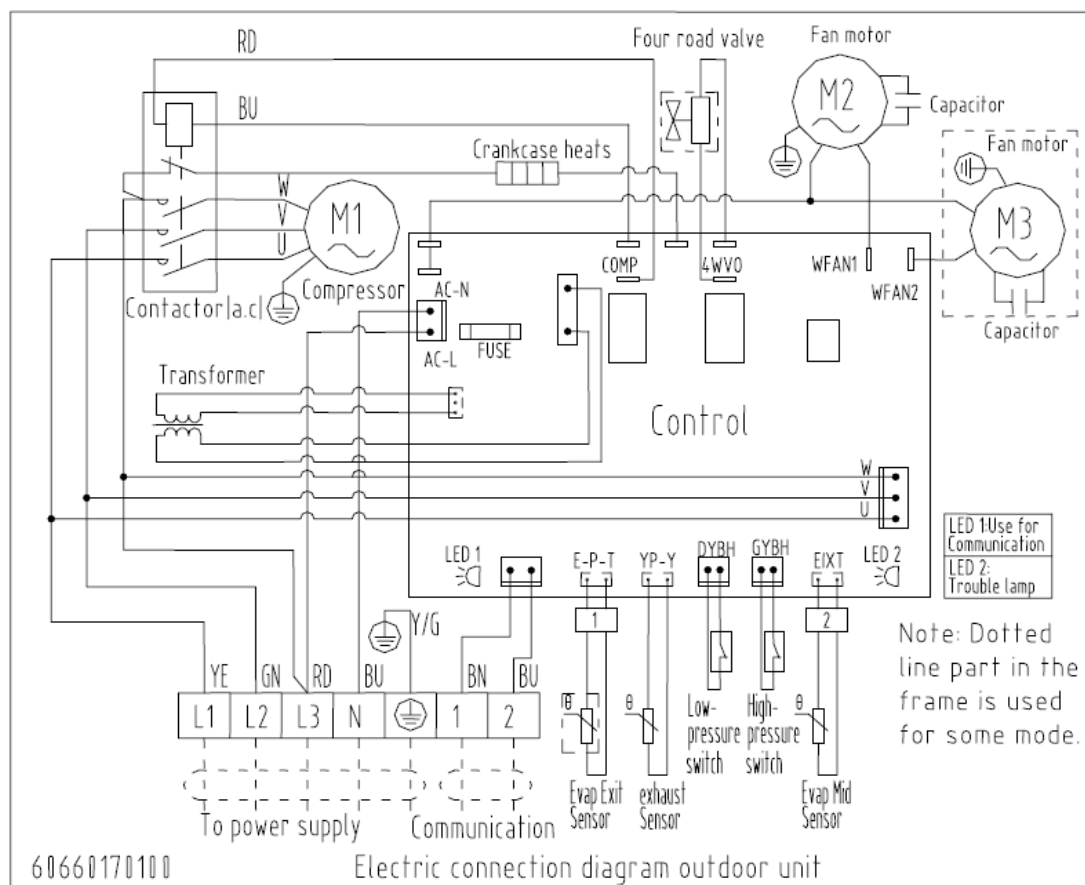 RD
Four road valve
Fan motor
M2
BU
Capacitor
Crankcase heats
Fan motor
W
V
U
M1
M3
Contactor|a.c|
Compressor
COMP
4WVO
WFAN1
WFAN2
Capacitor
AC-N
AC-L
FUSE
Transformer
Control
W
V
U
LED 1:Use for
Communication
LED 2:
Trouble lamp
LED 1
E-P-T
YP-Y
DYBH
GYBH
EIXT
LED 2
1
2
Y/G
Note: Dotted
line part in the
frame is used
for some mode.
YE
GN
RD
BU
BN
BU
L1
L2
L3
N
1
2
θ
θ
θ
Low-
pressure
switch
High-
pressure
switch
Evap Exit
Sensor
exhaust
Sensor
Evap Mid
Sensor
To power supply
Communication
60660170100
Electric connection diagram outdoor unit